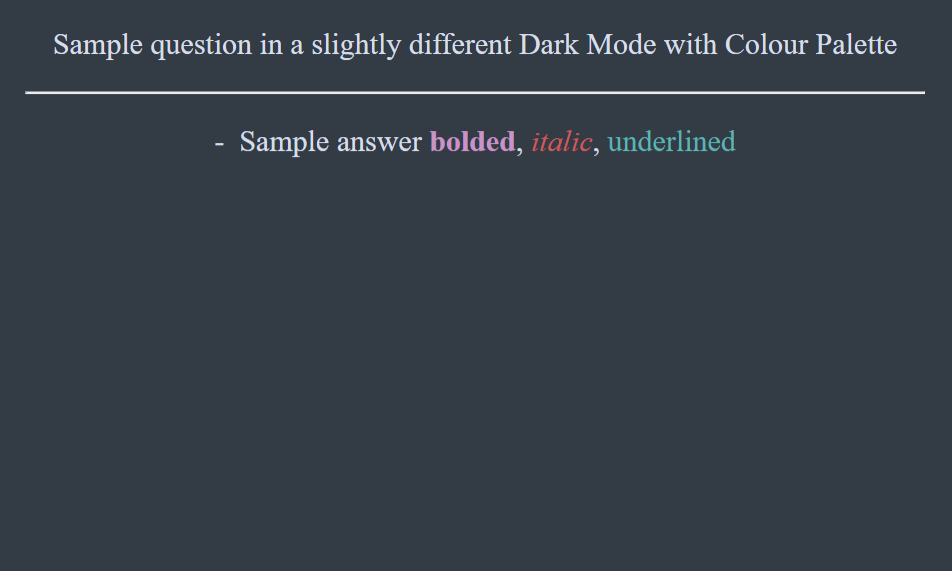 Sample question in a slightly different Dark Mode with Colour Palette
- Sample answer bolded, italic, underlined